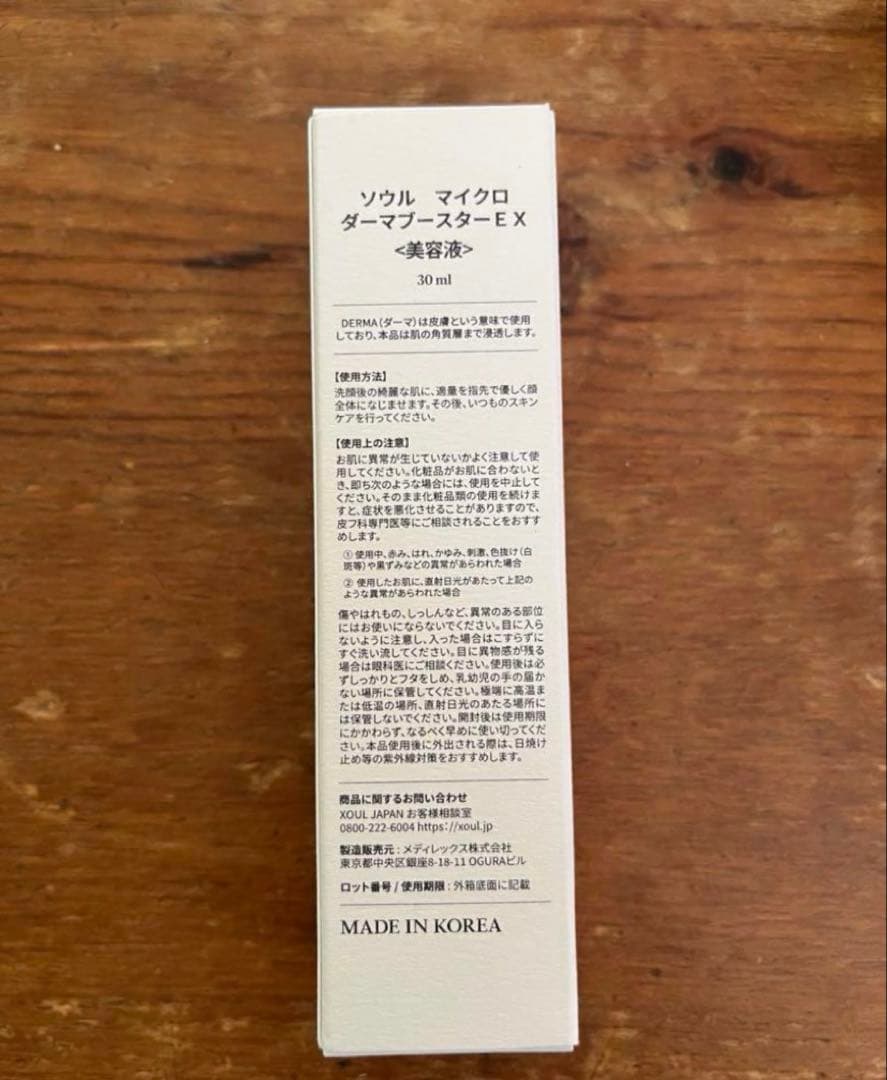 ソウル　マイクロ
ダーマブースターＥＸ
<美容液>
30 ml
DERMA（ダーマ）は皮膚という意味で使用
しており、本品は肌の角質層まで浸透します。
【使用方法】
洗顔後の綺麗な肌に、適量を指先で優しく顔
全体になじませます。その後、いつものスキン
ケアを行ってください。
【使用上の注意】
お肌に異常が生じていないかよく注意して使
用してください。化粧品がお肌に合わないと
き、即ち次のような場合には、使用を中止して
ください。そのまま化粧品類の使用を続けま
すと、症状を悪化させることがありますので、
皮フ科専門医等にご相談されることをおすす
めします。
① 使用中、赤み、はれ、かゆみ、刺激、色抜け（白
斑等）や黒ずみなどの異常があらわれた場合
② 使用したお肌に、直射日光があたって上記の
ような異常があらわれた場合
傷やはれもの、しっしんなど、異常のある部位
にはお使いにならないでください。目に入ら
ないように注意し、入った場合はこすらずに
すぐ洗い流してください。目に異物感が残る
場合は眼科医にご相談ください。使用後は必
ずしっかりとフタをしめ、乳幼児の手の届か
ない場所に保管してください。極端に高温ま
たは低温の場所、直射日光のあたる場所に
は保管しないでください。開封後は使用期限
にかかわらず、なるべく早めに使い切ってくだ
さい。本品使用後に外出される際は、日焼け
止め等の紫外線対策をおすすめします。
商品に関するお問い合わせ
XOUL JAPAN お客様相談室
0800-222-6004 https://xoul.jp
製造販売元 : メディレックス株式会社
東京都中央区銀座8-18-11 OGURAビル
ロット番号 / 使用期限 : 外箱底面に記載
MADE IN KOREA